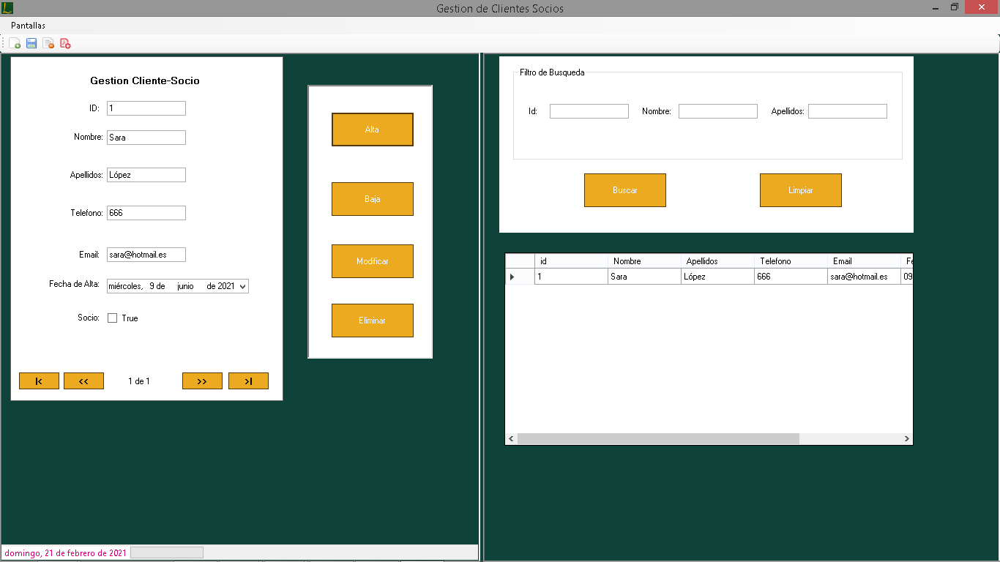 Gestion de Clientes Socios
Pantallas
Gestion Cliente-Socio
ID: 1
Nombre: Sara
Apellidos: López
Telefono: 666
Email: sara@hotmail.es
Fecha de Alta: miércoles, 9 de junio de 2021
Socio: True
|< << 1 de 1 >> >|
Alta
Baja
Modificar
Eliminar
Filtro de Busqueda
Id: Nombre: Apellidos:
Buscar Limpiar
id Nombre Apellidos Telefono Email Fe
1 Sara López 666 sara@hotmail.es 09
domingo, 21 de febrero de 2021